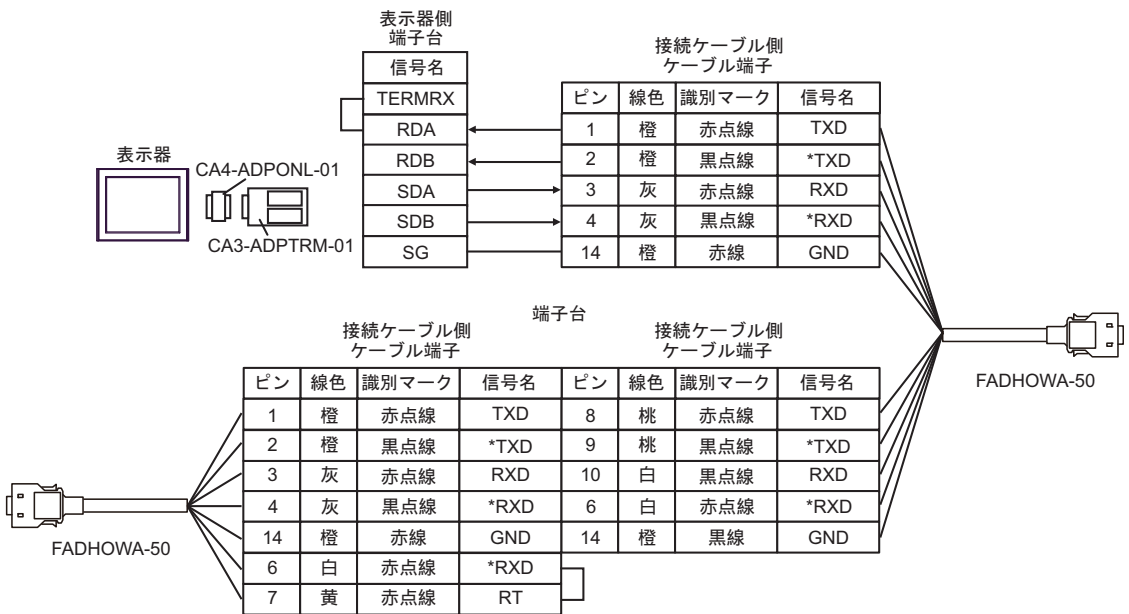 表示器側
端子台
信号名
TERMRX
RDA
RDB
SDA
SDB
SG
接続ケーブル側
ケーブル端子
ピン 線色 識別マーク 信号名
1 橙 赤点線 TXD
2 橙 黒点線 *TXD
3 灰 赤点線 RXD
4 灰 黒点線 *RXD
14 橙 赤線 GND
表示器
CA4-ADPONL-01
CA3-ADPTRM-01
FADHOWA-50
端子台
接続ケーブル側
ケーブル端子
ピン 線色 識別マーク 信号名
1 橙 赤点線 TXD
2 橙 黒点線 *TXD
3 灰 赤点線 RXD
4 灰 黒点線 *RXD
14 橙 赤線 GND
6 白 赤点線 *RXD
7 黄 赤点線 RT
接続ケーブル側
ケーブル端子
ピン 線色 識別マーク 信号名
8 桃 赤点線 TXD
9 桃 黒点線 *TXD
10 白 黒点線 RXD
6 白 赤点線 *RXD
14 橙 黒線 GND
FADHOWA-50